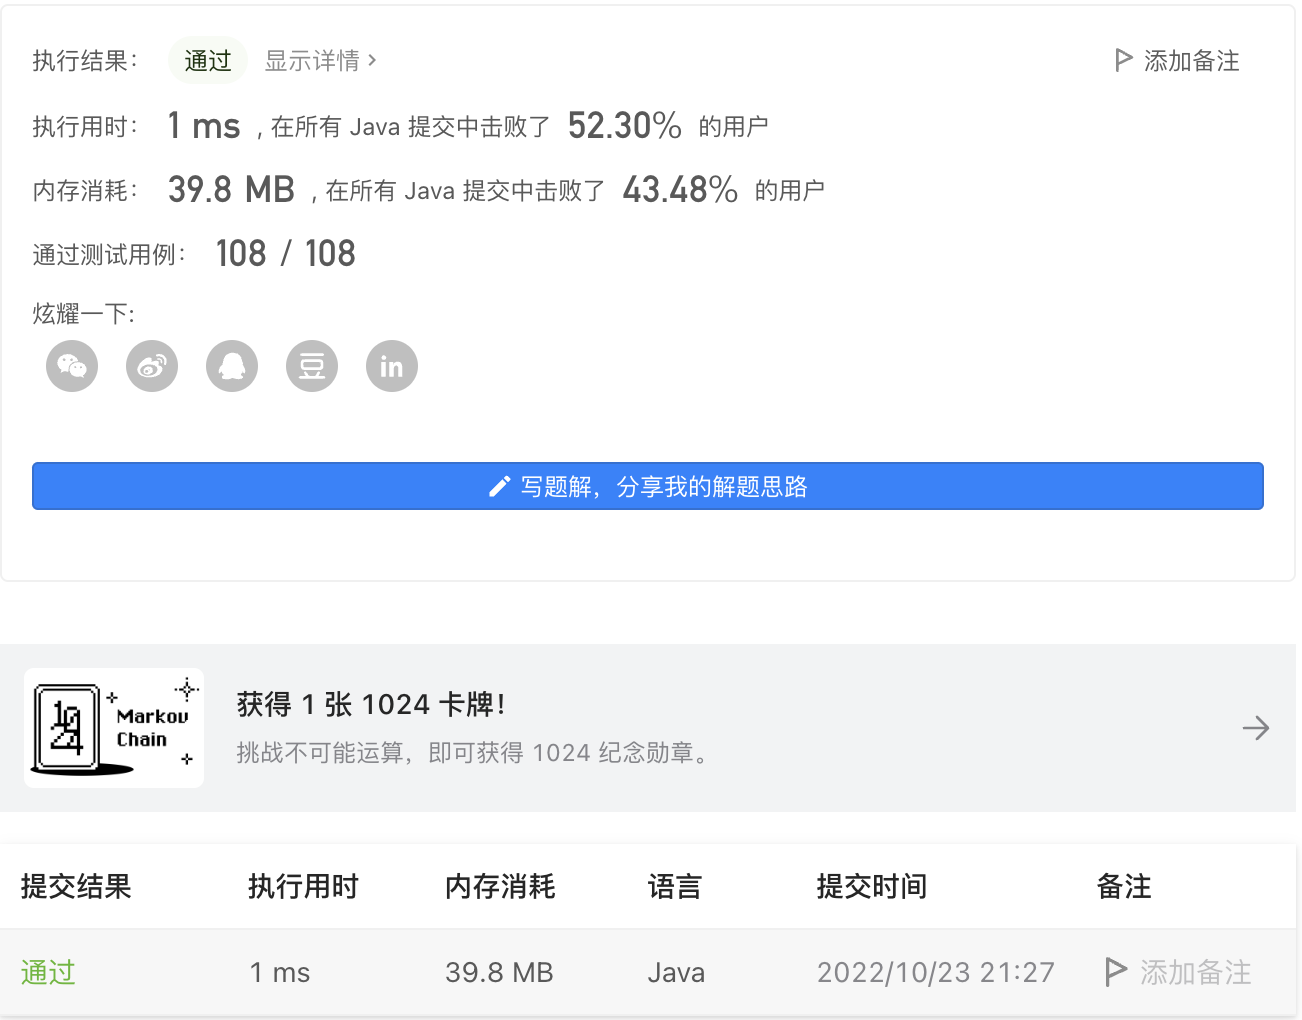 执行结果： 通过 显示详情 › 添加备注
执行用时： 1 ms , 在所有 Java 提交中击败了 52.30% 的用户
内存消耗： 39.8 MB , 在所有 Java 提交中击败了 43.48% 的用户
通过测试用例： 108 / 108
炫耀一下:
豆 in
写题解，分享我的解题思路
1024
Markov
Chain
获得 1 张 1024 卡牌！
挑战不可能运算，即可获得 1024 纪念勋章。
提交结果 执行用时 内存消耗 语言 提交时间 备注
通过 1 ms 39.8 MB Java 2022/10/23 21:27 添加备注